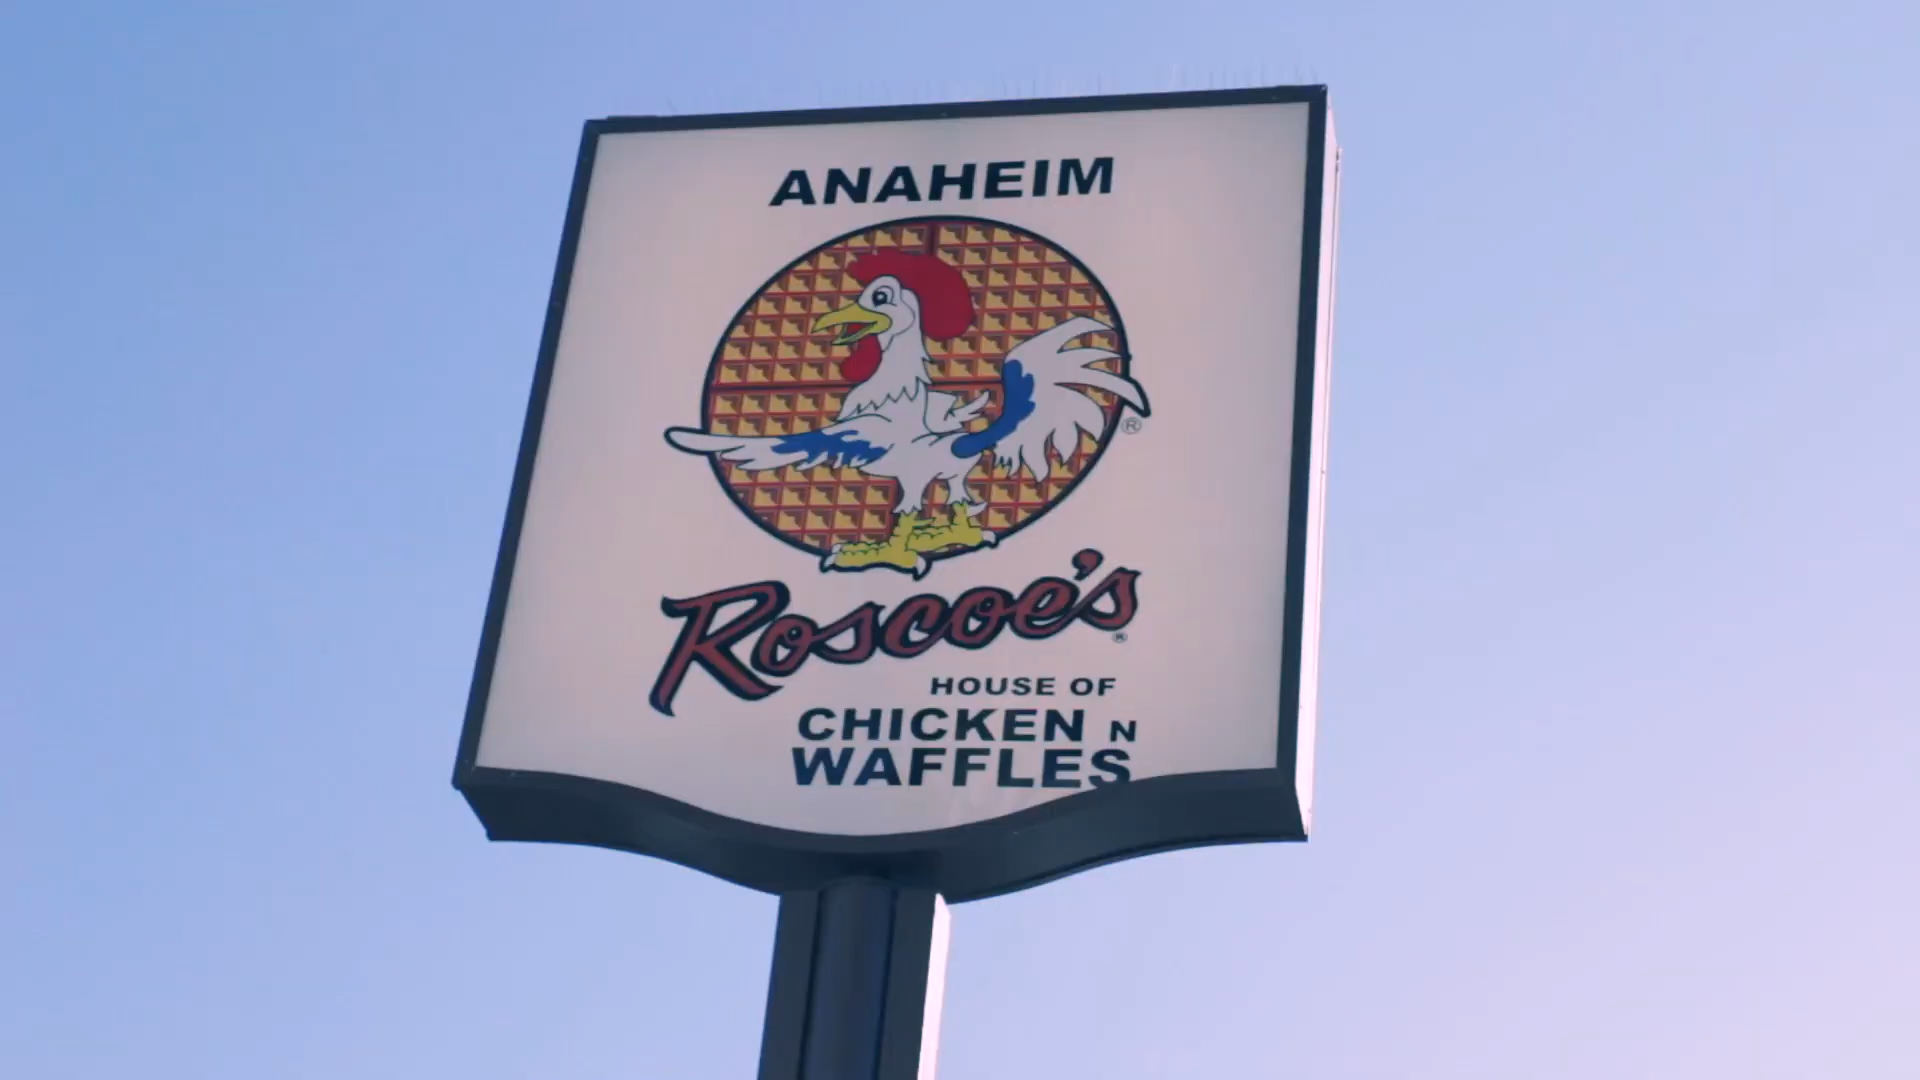 ANAHEIM
®
Roscoe's®
HOUSE OF
CHICKEN N
WAFFLES